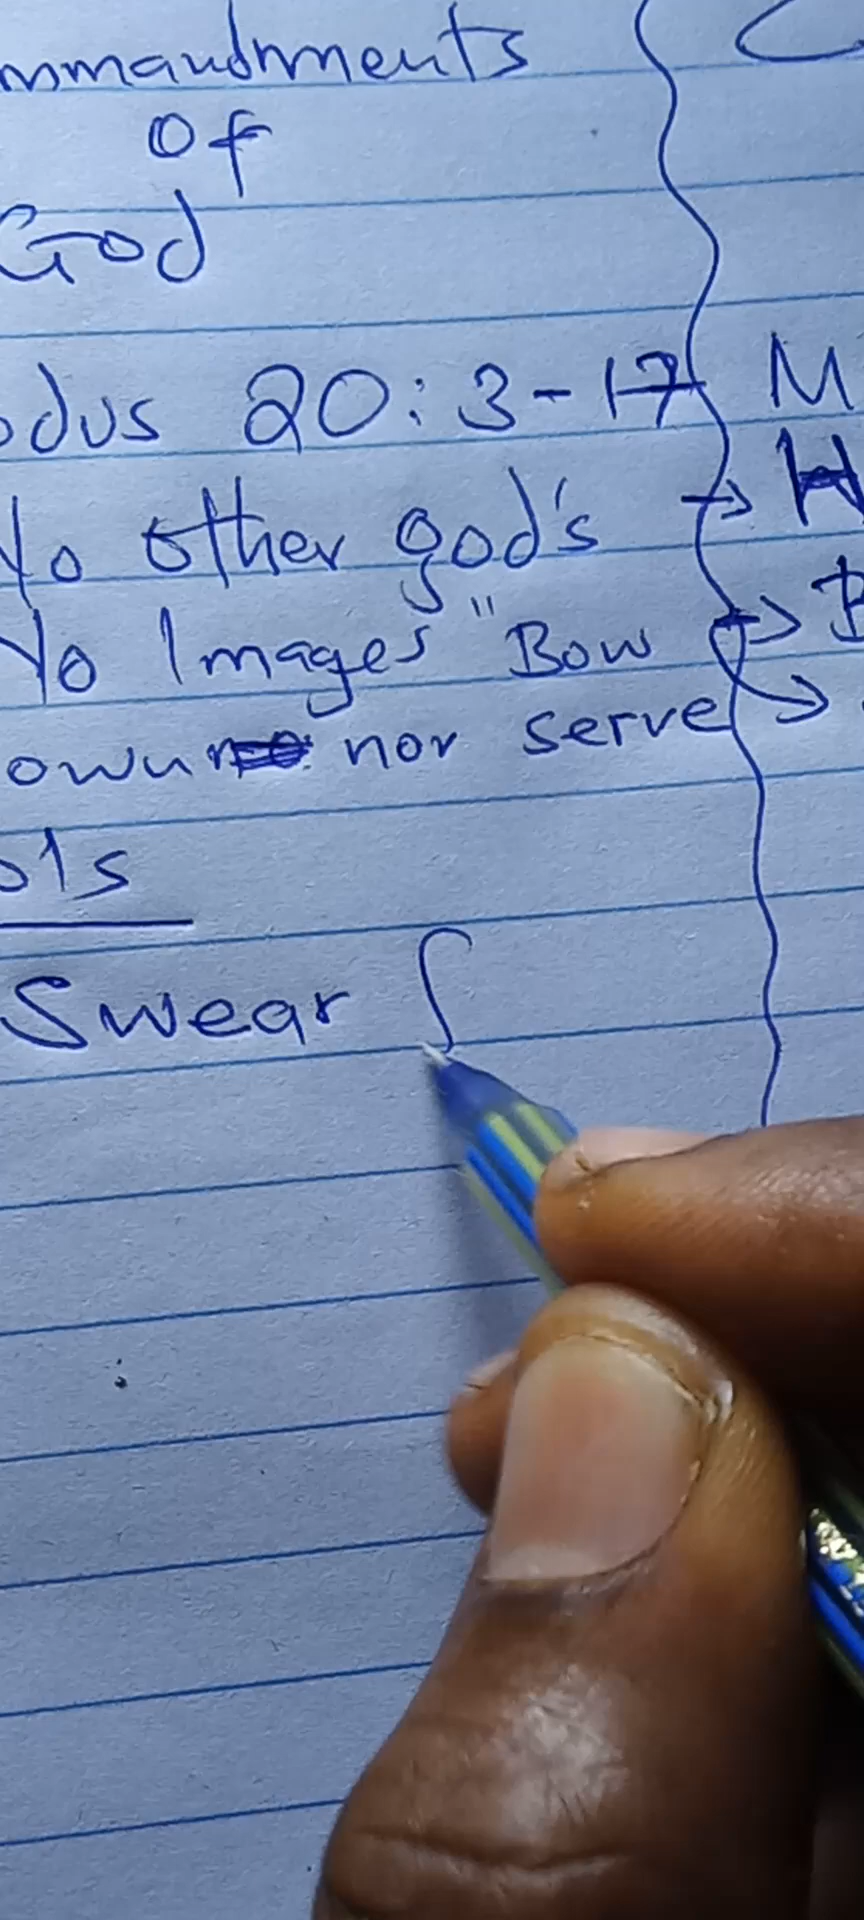 mmandments
of
God
odus 20:3-17 M
No other god's → H
No Images" "Bow → B
own nor serve →
ols
Swear f